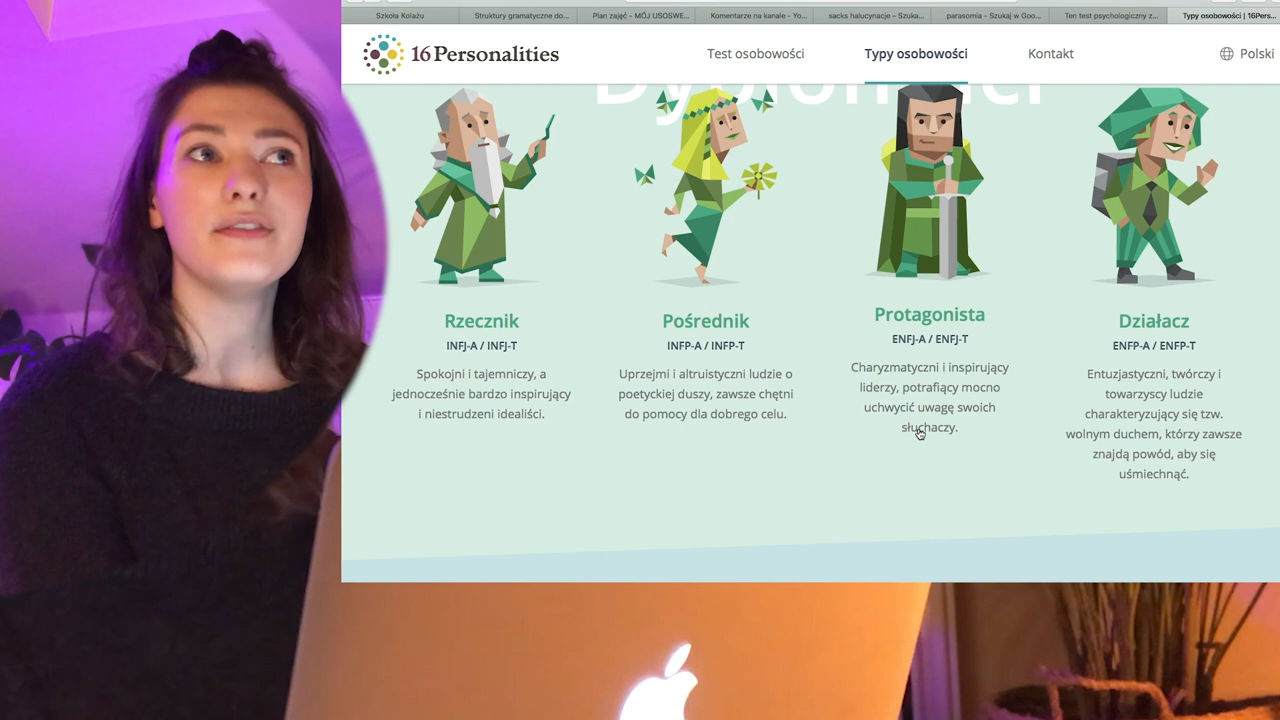 Szkoła Kolażu
Struktury gramatyczne do...
Plan zajęć – MÓJ USOSWE...
Komentarze na kanale – Yo...
sacks halucynacje – Szuka...
parasomia – Szukaj w Goo...
Ten test psychologiczny z...
Typy osobowości | 16Pers...
16Personalities
Test osobowości
Typy osobowości
Kontakt
Polski
Rzecznik
INFJ-A / INFJ-T
Spokojni i tajemniczy, a
jednocześnie bardzo inspirujący
i niestrudzeni idealiści.
Pośrednik
INFP-A / INFP-T
Uprzejmi i altruistyczni ludzie o
poetyckiej duszy, zawsze chętni
do pomocy dla dobrego celu.
Protagonista
ENFJ-A / ENFJ-T
Charyzmatyczni i inspirujący
liderzy, potrafiący mocno
uchwycić uwagę swoich
słuchaczy.
Działacz
ENFP-A / ENFP-T
Entuzjastyczni, twórczy i
towarzyscy ludzie
charakteryzujący się tzw.
wolnym duchem, którzy zawsze
znajdą powód, aby się
uśmiechnąć.